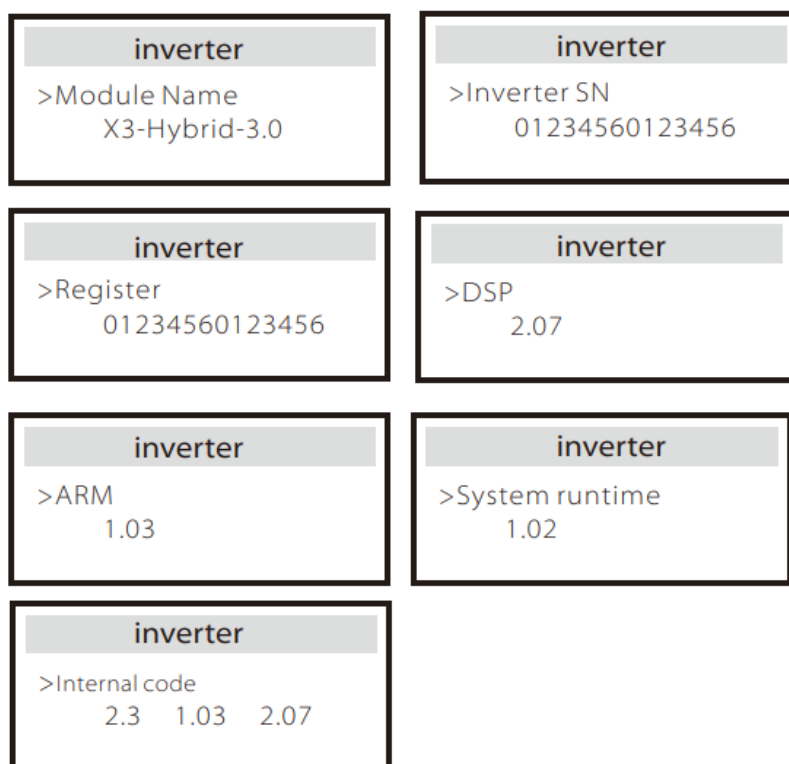 inverter
>Module Name
X3-Hybrid-3.0
inverter
>Inverter SN
01234560123456
inverter
>Register
01234560123456
inverter
>DSP
2.07
inverter
>ARM
1.03
inverter
>System runtime
1.02
inverter
>Internal code
2.3 1.03 2.07